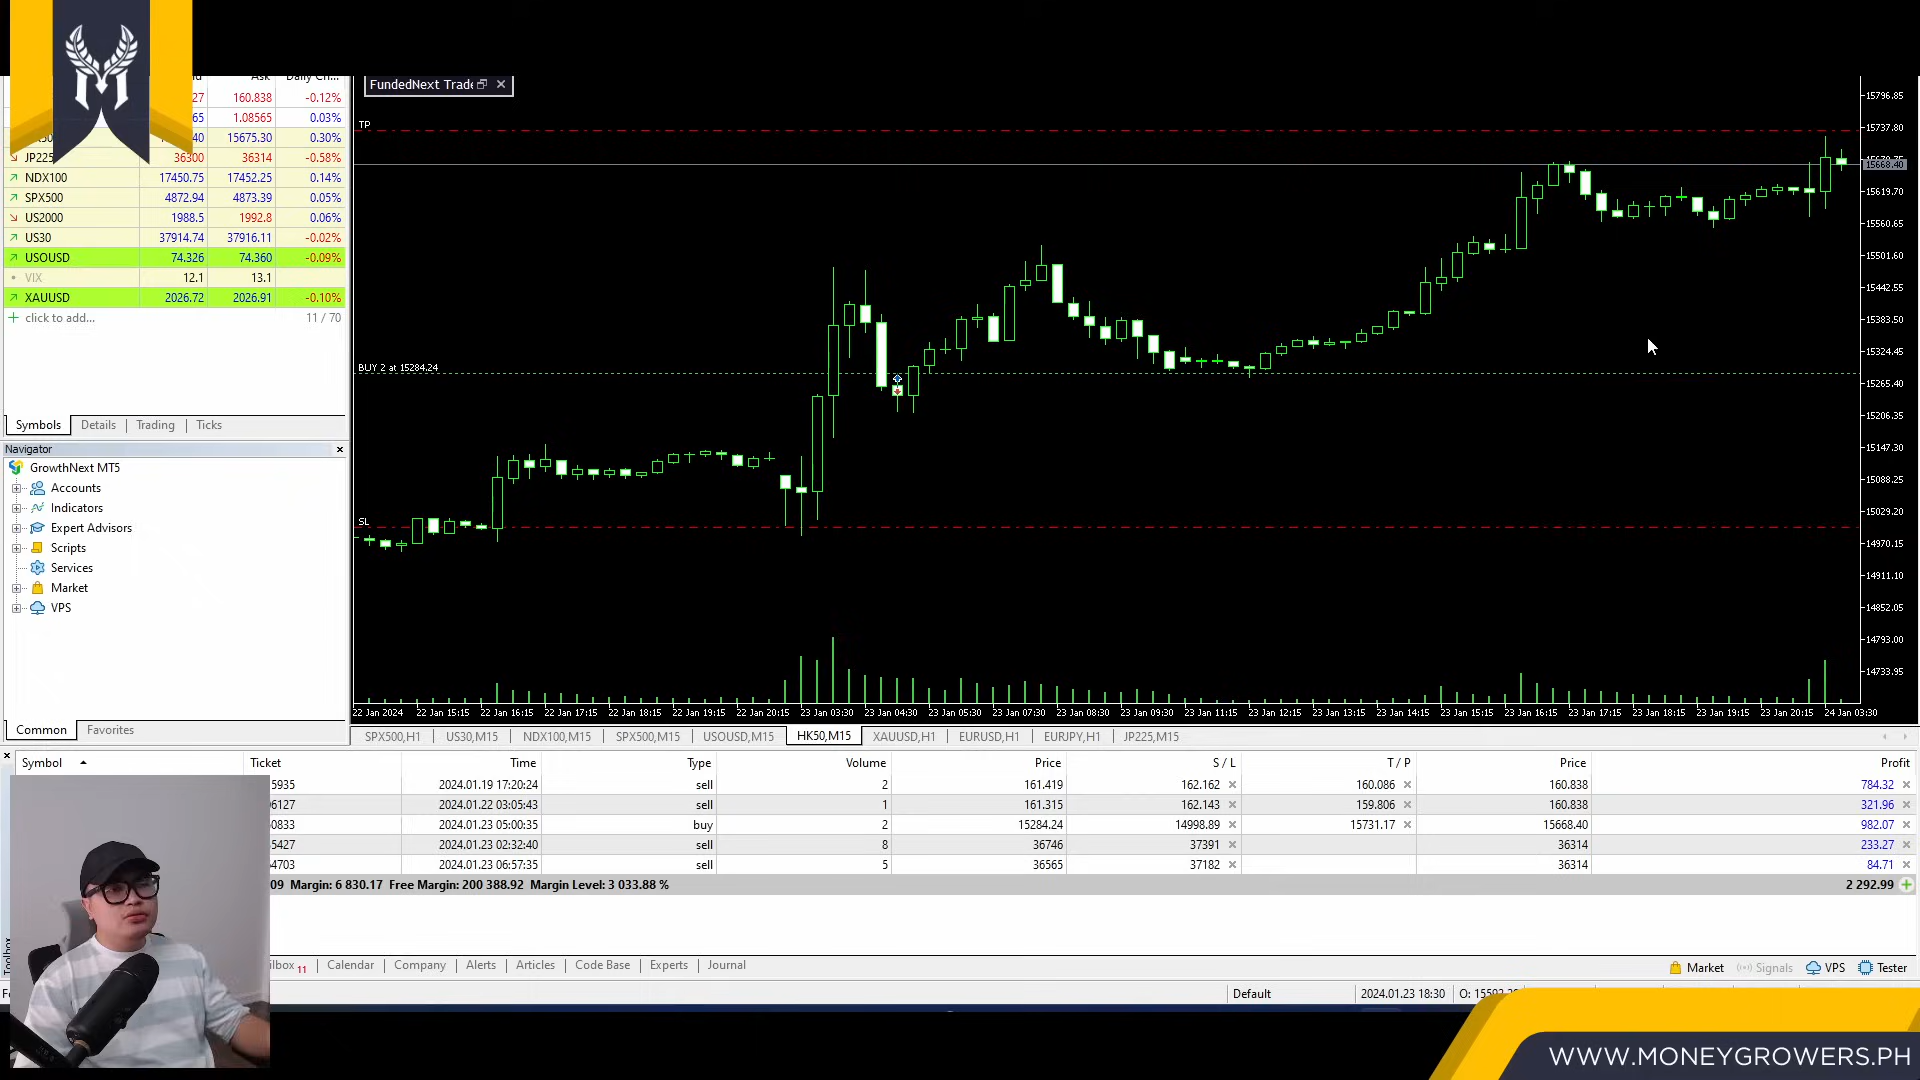 M
Ask Daily Ch...
27 160.838 -0.12%
65 1.08565 0.03%
40 15675.30 0.30%
JP225 36300 36314 -0.58%
NDX100 17450.75 17452.25 0.14%
SPX500 4872.94 4873.39 0.05%
US2000 1988.5 1992.8 0.06%
US30 37914.74 37916.11 -0.02%
USOUSD 74.326 74.360 -0.09%
VIX 12.1 13.1
XAUUSD 2026.72 2026.91 -0.10%
click to add... 11 / 70
Symbols Details Trading Ticks
Navigator
GrowthNext MT5
Accounts
Indicators
Expert Advisors
Scripts
Services
Market
VPS
Common Favorites
FundedNext Trade
TP
BUY 2 at 15284.24
SL
15796.85
15737.80
15668.40
15619.70
15560.65
15501.60
15442.55
15383.50
15324.45
15265.40
15206.35
15147.30
15088.25
15029.20
14970.15
14911.10
14852.05
14793.00
14733.95
22 Jan 2024 22 Jan 15:15 22 Jan 16:15 22 Jan 17:15 22 Jan 18:15 22 Jan 19:15 22 Jan 20:15 23 Jan 03:30 23 Jan 04:30 23 Jan 05:30 23 Jan 07:30 23 Jan 08:30 23 Jan 09:30 23 Jan 11:15 23 Jan 12:15 23 Jan 13:15 23 Jan 14:15 23 Jan 15:15 23 Jan 16:15 23 Jan 17:15 23 Jan 18:15 23 Jan 19:15 23 Jan 20:15 24 Jan 03:30
SPX500,H1 US30,M15 NDX100,M15 SPX500,M15 USOUSD,M15 HK50,M15 XAUUSD,H1 EURUSD,H1 EURJPY,H1 JP225,M15
Symbol Ticket Time Type Volume Price S / L T / P Price Profit
5935 2024.01.19 17:20:24 sell 2 161.419 162.162 160.086 160.838 784.32
6127 2024.01.22 03:05:43 sell 1 161.315 162.143 159.806 160.838 321.96
0833 2024.01.23 05:00:35 buy 2 15284.24 14998.89 15731.17 15668.40 982.07
5427 2024.01.23 02:32:40 sell 8 36746 37391 36314 233.27
4703 2024.01.23 06:57:35 sell 5 36565 37182 36314 84.71
09 Margin: 6 830.17 Free Margin: 200 388.92 Margin Level: 3 033.88 % 2 292.99
Toolbox
lbox 11 Calendar Company Alerts Articles Code Base Experts Journal
Market Signals VPS Tester
Default 2024.01.23 18:30
WWW.MONEYGROWERS.PH